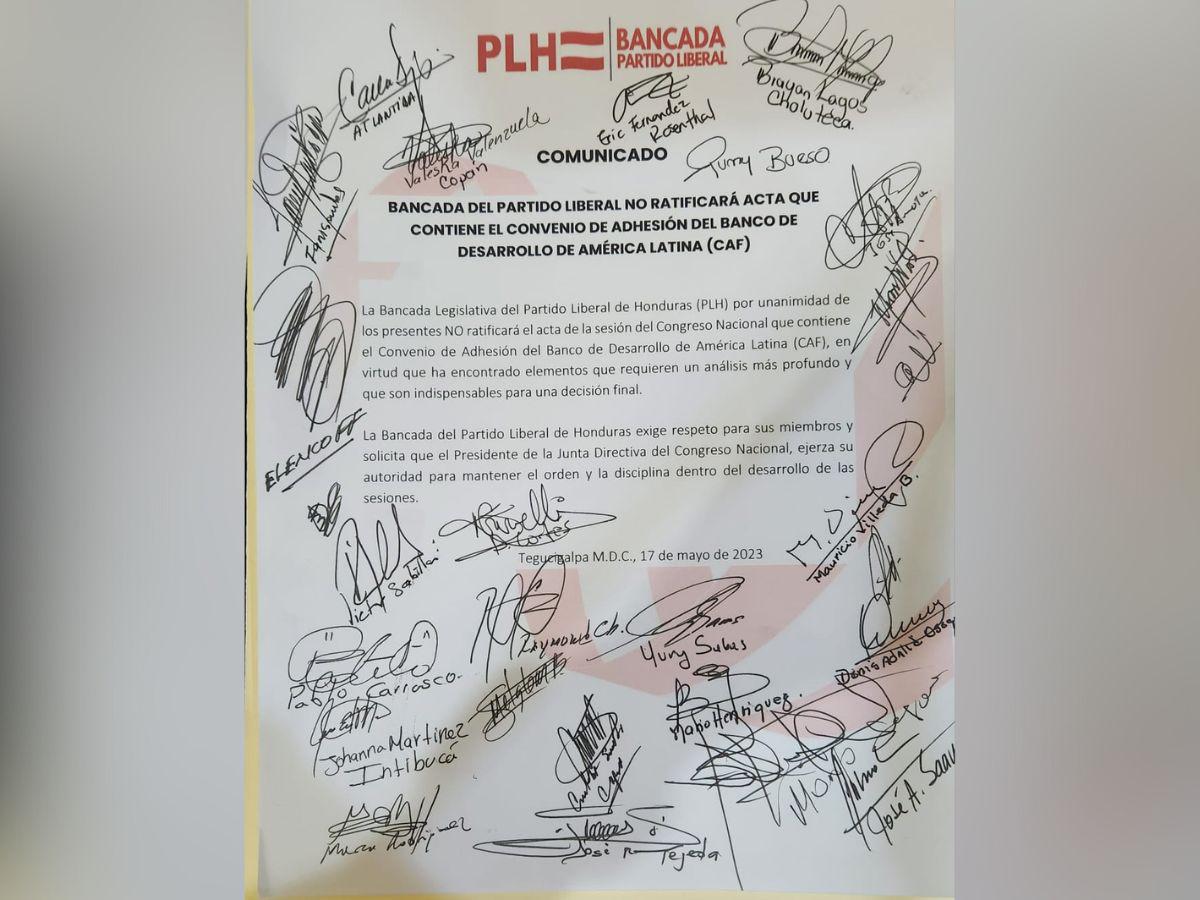 PLH BANCADA
PARTIDO LIBERAL
Brayan Lagos
Choluteca.
ATLANTIDA
Eric Fernandez
Rosenthal
Valeska Valenzuela
Copán
COMUNICADO
Yurry BUESO
BANCADA DEL PARTIDO LIBERAL NO RATIFICARÁ ACTA QUE
CONTIENE EL CONVENIO DE ADHESIÓN DEL BANCO DE
DESARROLLO DE AMÉRICA LATINA (CAF)
La Bancada Legislativa del Partido Liberal de Honduras (PLH) por unanimidad de
los presentes NO ratificará el acta de la sesión del Congreso Nacional que contiene
el Convenio de Adhesión del Banco de Desarrollo de América Latina (CAF), en
virtud que ha encontrado elementos que requieren un análisis más profundo y
que son indispensables para una decisión final.
La Bancada del Partido Liberal de Honduras exige respeto para sus miembros y
solicita que el Presidente de la Junta Directiva del Congreso Nacional, ejerza su
autoridad para mantener el orden y la disciplina dentro del desarrollo de las
sesiones.
Mauricio Villeda B.
Tegucigalpa M.D.C., 17 de mayo de 2023
Raymond Ch.
Yury Sabas
Pablo Carrasco.
Mario Henriquez.
Johanna Martinez
Intibucá
José R Tejeda